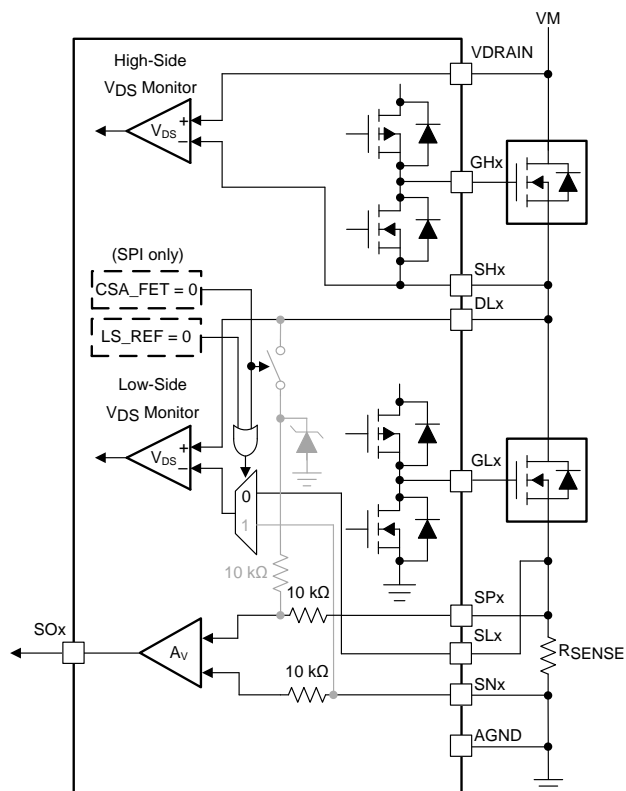 VM
VDRAIN
High-Side
VDS Monitor
+
VDS
−
GHx
(SPI only)
CSA_FET = 0
SHx
DLx
LS_REF = 0
Low-Side
VDS Monitor
+
VDS
−
GLx
0
1
10 kΩ
10 kΩ
SPx
SOx
AV
SLx
RSENSE
10 kΩ
SNx
AGND